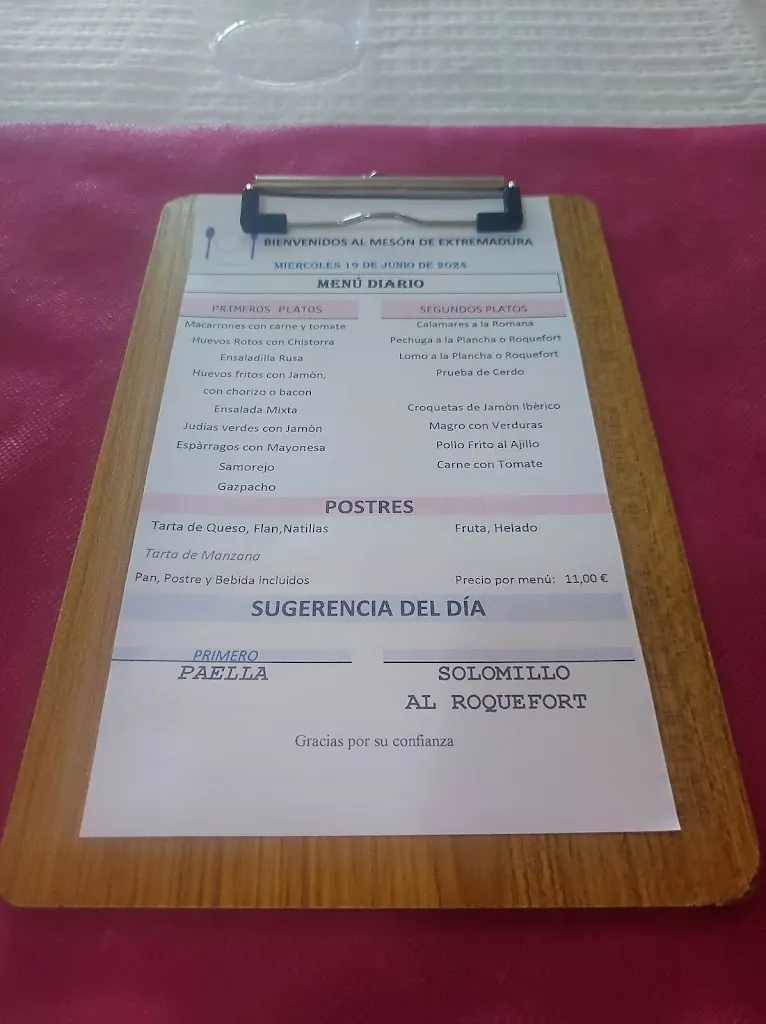 BIENVENIDOS AL MESÓN DE EXTREMADURA
MIERCOLES 19 DE JUNIO DE 2024
MENÚ DIARIO
PRIMEROS PLATOS
Macarrones con carne y tomate
Huevos Rotos con Chistorra
Ensaladilla Rusa
Huevos fritos con Jamòn,
con chorizo o bacon
Ensalada Mixta
Judias verdes con Jamòn
Espàrragos con Mayonesa
Samorejo
Gazpacho
SEGUNDOS PLATOS
Calamares a la Romana
Pechuga a la Plancha o Roquefort
Lomo a la Plancha o Roquefort
Prueba de Cerdo
Croquetas de Jamòn Ibèrico
Magro con Verduras
Pollo Frito al Ajillo
Carne con Tomate
POSTRES
Tarta de Queso, Flan,Natillas
Fruta, Helado
Tarta de Manzana
Pan, Postre y Bebida incluidos
Precio por menú: 11,00 €
SUGERENCIA DEL DÍA
PRIMERO
PAELLA
SOLOMILLO
AL ROQUEFORT
Gracias por su confianza